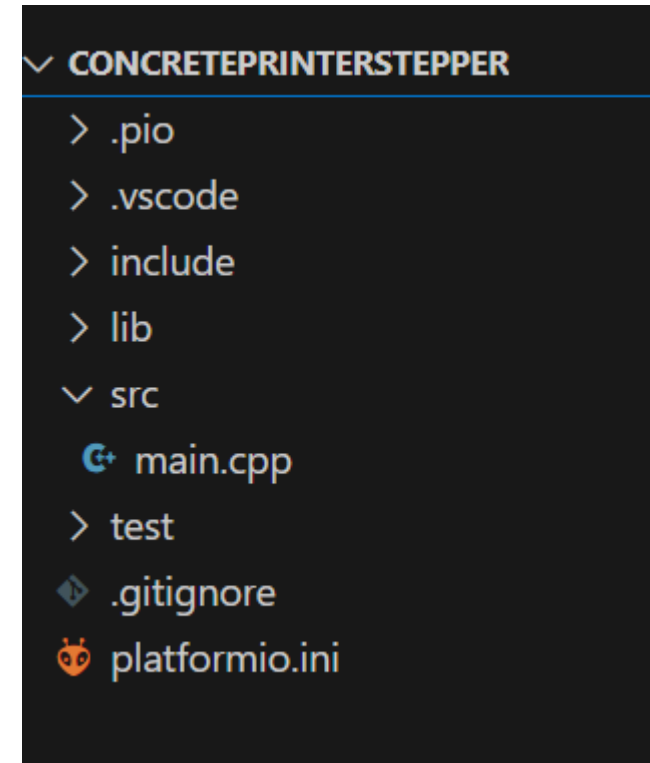 CONCRETEPRINTERSTEPPER
.pio
.vscode
include
lib
src
main.cpp
test
.gitignore
platformio.ini